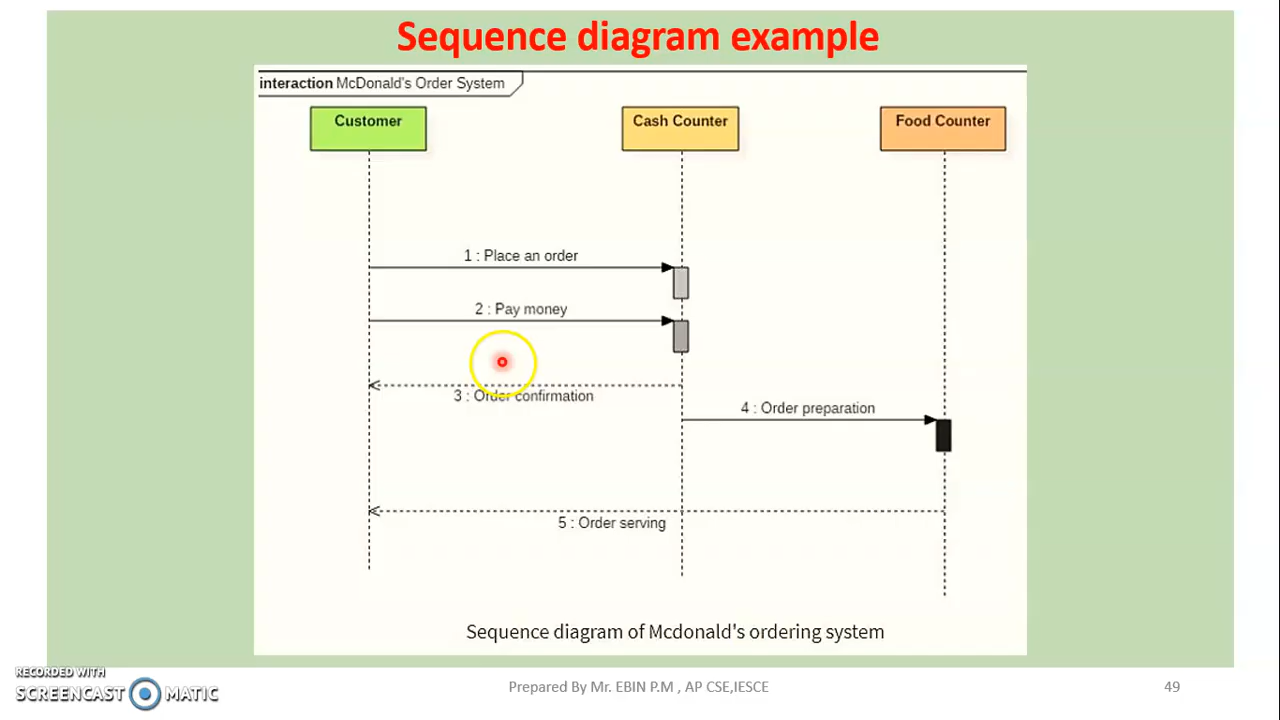 Sequence diagram example
interaction McDonald's Order System
Customer
Cash Counter
Food Counter
1 : Place an order
2 : Pay money
3 : Order confirmation
4 : Order preparation
5 : Order serving
Sequence diagram of Mcdonald's ordering system
RECORDED WITH
SCREENCAST MATIC
Prepared By Mr. EBIN P.M , AP CSE,IESCE
49